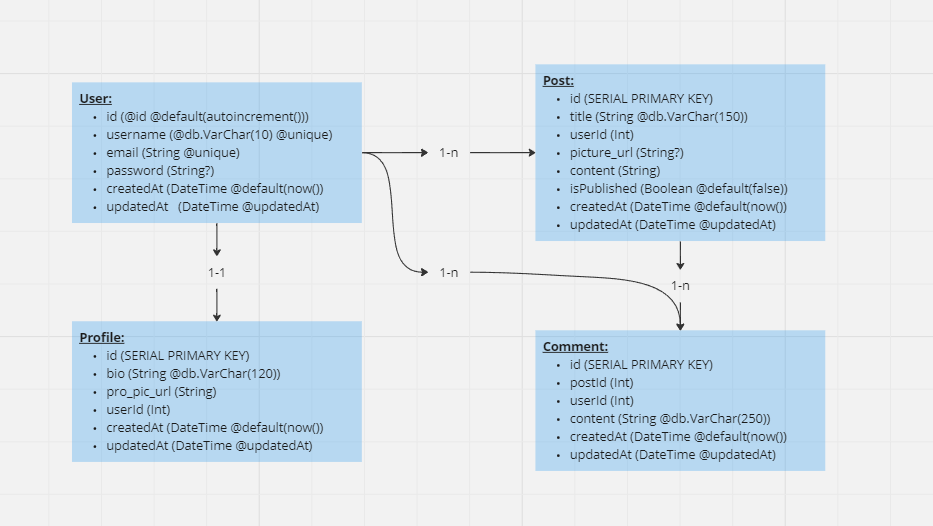 User:
• id (@id @default(autoincrement()))
• username (@db.VarChar(10) @unique)
• email (String @unique)
• password (String?)
• createdAt (DateTime @default(now())
• updatedAt (DateTime @updatedAt)
Post:
• id (SERIAL PRIMARY KEY)
• title (String @db.VarChar(150))
• userId (Int)
• picture_url (String?)
• content (String)
• isPublished (Boolean @default(false))
• createdAt (DateTime @default(now())
• updatedAt (DateTime @updatedAt)
1-n
1-1
1-n
1-n
Profile:
• id (SERIAL PRIMARY KEY)
• bio (String @db.VarChar(120))
• pro_pic_url (String)
• userId (Int)
• createdAt (DateTime @default(now())
• updatedAt (DateTime @updatedAt)
Comment:
• id (SERIAL PRIMARY KEY)
• postId (Int)
• userId (Int)
• content (String @db.VarChar(250))
• createdAt (DateTime @default(now())
• updatedAt (DateTime @updatedAt)